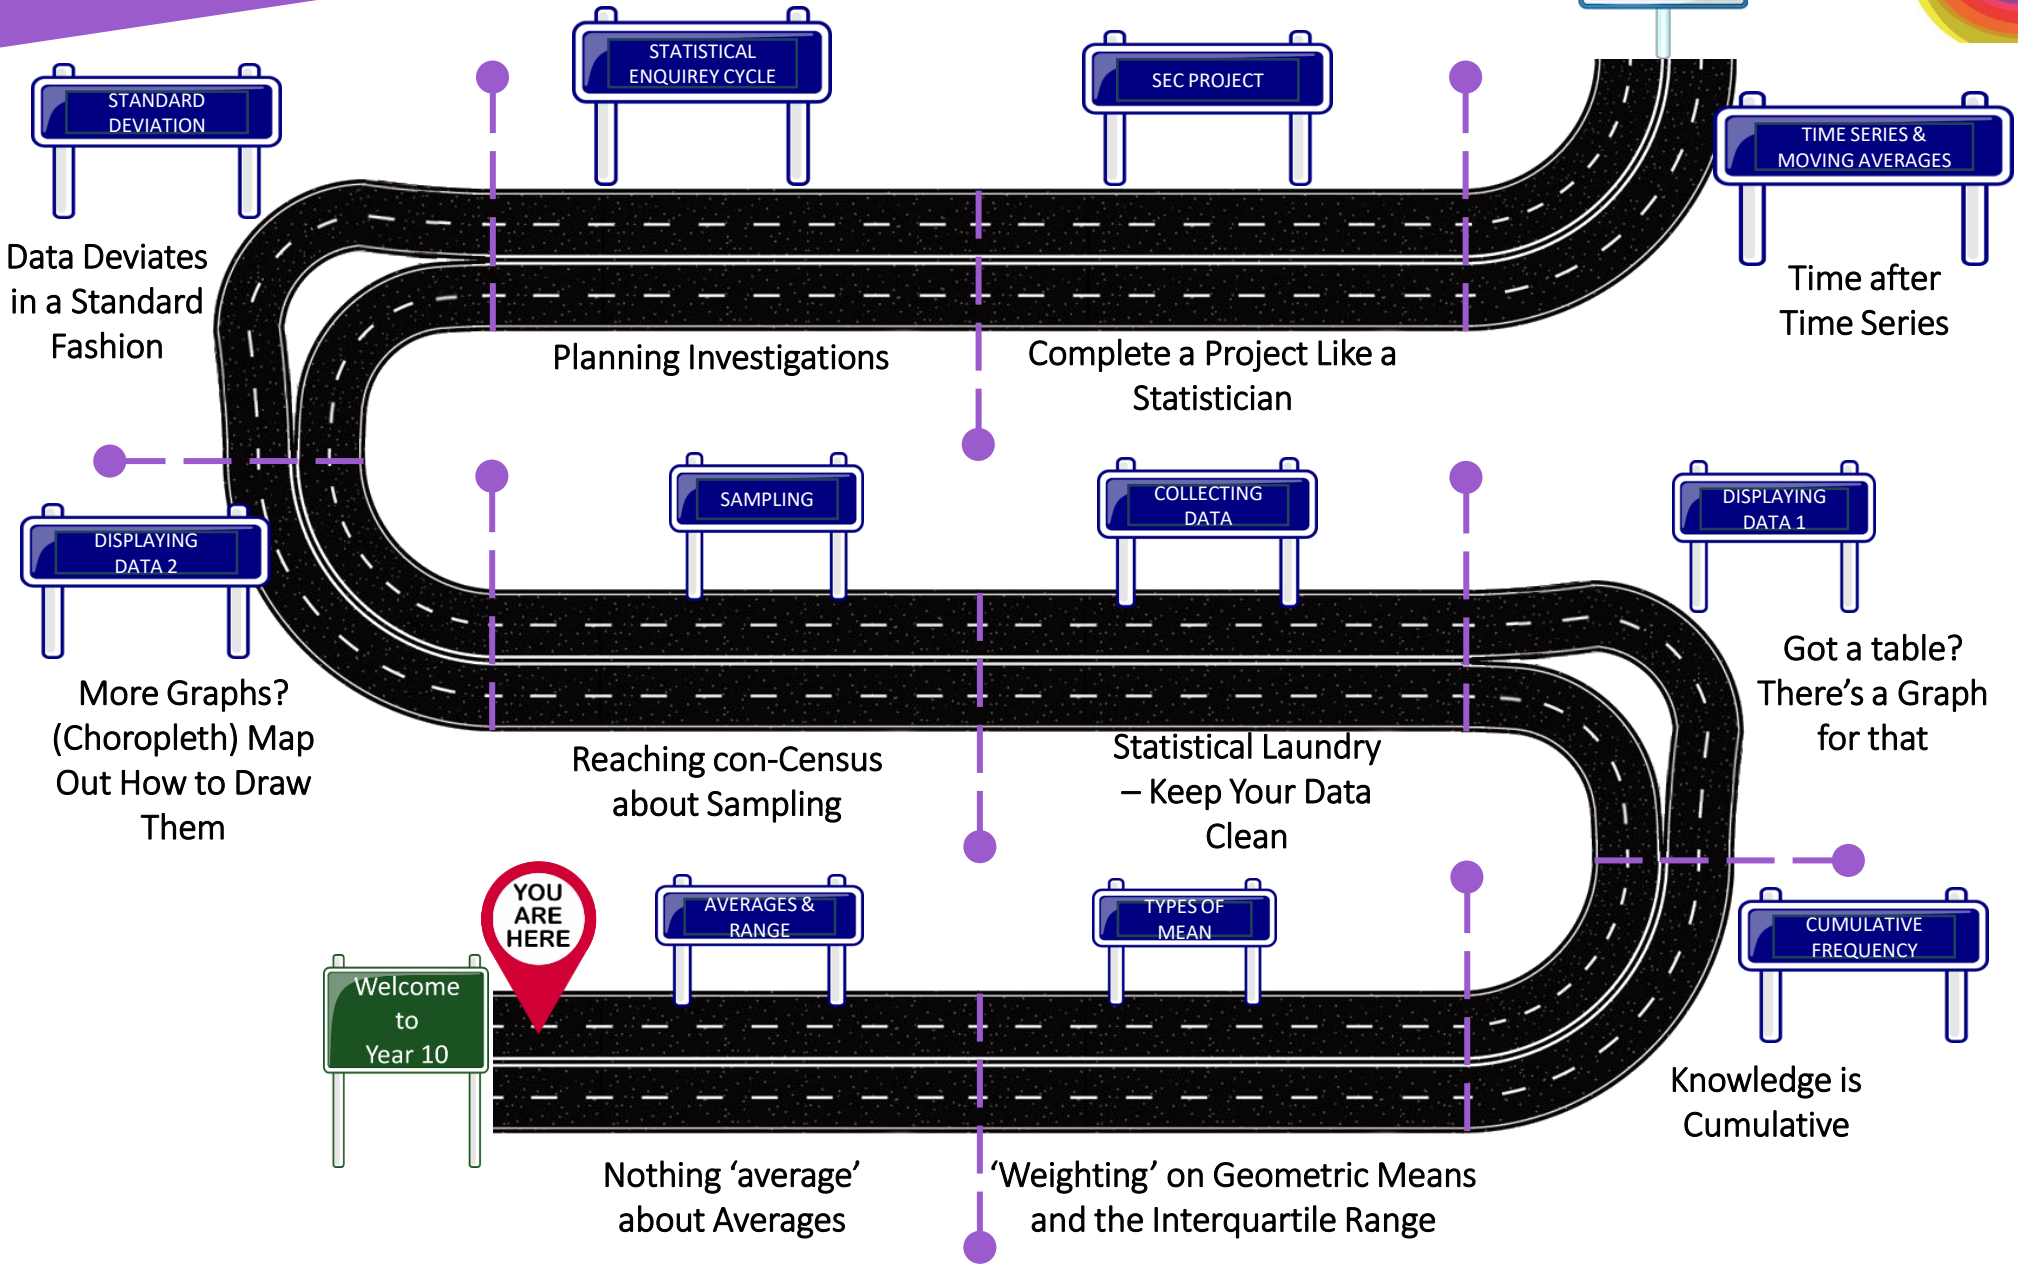 STATISTICAL
ENQUIREY CYCLE
SEC PROJECT
STANDARD
DEVIATION
TIME SERIES &
MOVING AVERAGES
Data Deviates
in a Standard
Fashion
Time after
Time Series
Planning Investigations
Complete a Project Like a
Statistician
SAMPLING
COLLECTING
DATA
DISPLAYING
DATA 1
DISPLAYING
DATA 2
Got a table?
There's a Graph
for that
More Graphs?
(Choropleth) Map
Out How to Draw
Them
Reaching con-Census
about Sampling
Statistical Laundry
– Keep Your Data
Clean
YOU
ARE
HERE
AVERAGES &
RANGE
TYPES OF
MEAN
CUMULATIVE
FREQUENCY
Welcome
to
Year 10
Knowledge is
Cumulative
Nothing ‘average’
about Averages
‘Weighting’ on Geometric Means
and the Interquartile Range